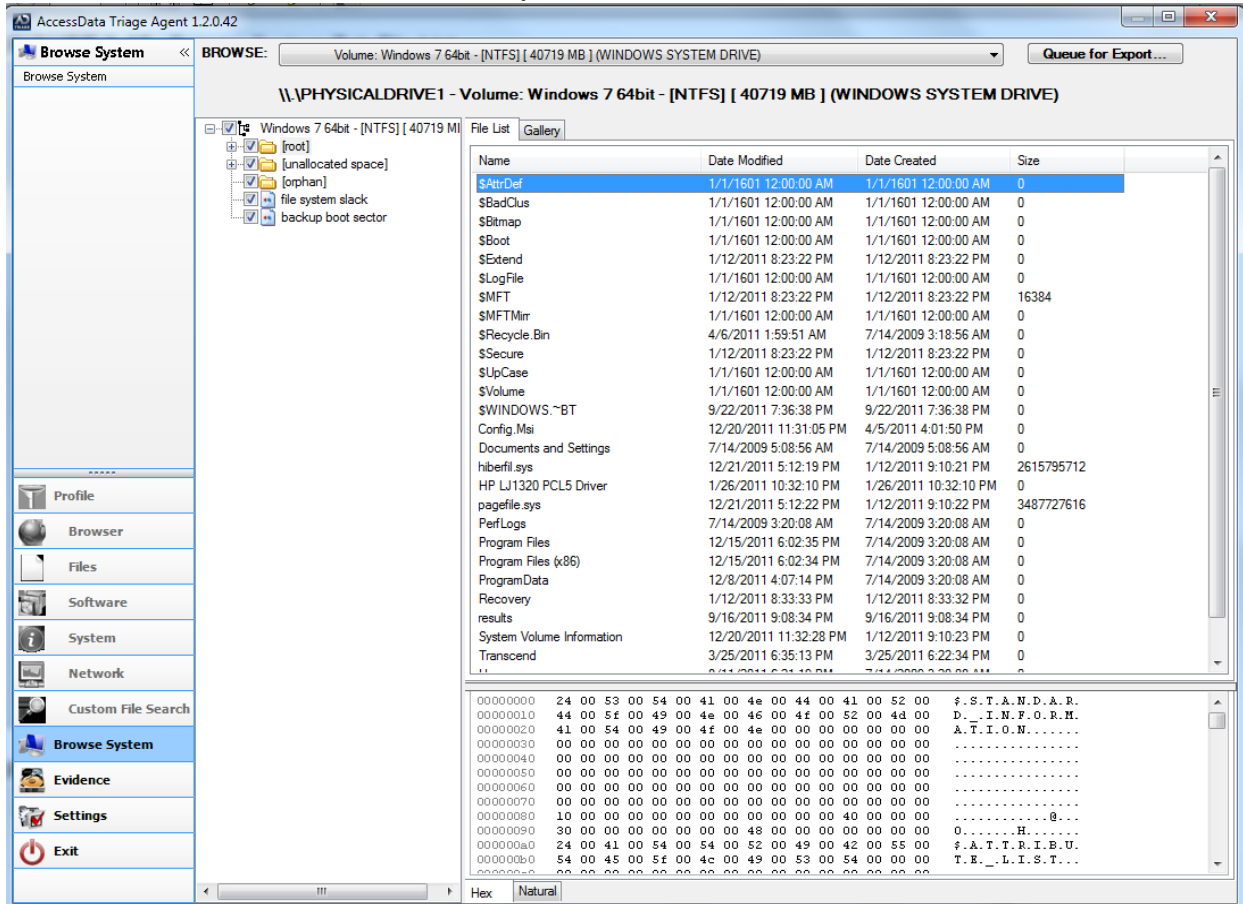 AccessData Triage Agent 1.2.0.42
Browse System «
Browse System
BROWSE: Volume: Windows 7 64bit - [NTFS] [ 40719 MB ] (WINDOWS SYSTEM DRIVE) Queue for Export...
\\.\PHYSICALDRIVE1 - Volume: Windows 7 64bit - [NTFS] [ 40719 MB ] (WINDOWS SYSTEM DRIVE)
Windows 7 64bit - [NTFS] [ 40719 MI
[root]
[unallocated space]
[orphan]
file system slack
backup boot sector
File List Gallery
Name Date Modified Date Created Size
$AttrDef 1/1/1601 12:00:00 AM 1/1/1601 12:00:00 AM 0
$BadClus 1/1/1601 12:00:00 AM 1/1/1601 12:00:00 AM 0
$Bitmap 1/1/1601 12:00:00 AM 1/1/1601 12:00:00 AM 0
$Boot 1/1/1601 12:00:00 AM 1/1/1601 12:00:00 AM 0
$Extend 1/12/2011 8:23:22 PM 1/12/2011 8:23:22 PM 0
$LogFile 1/1/1601 12:00:00 AM 1/1/1601 12:00:00 AM 0
$MFT 1/12/2011 8:23:22 PM 1/12/2011 8:23:22 PM 16384
$MFTMirr 1/1/1601 12:00:00 AM 1/1/1601 12:00:00 AM 0
$Recycle.Bin 4/6/2011 1:59:51 AM 7/14/2009 3:18:56 AM 0
$Secure 1/12/2011 8:23:22 PM 1/12/2011 8:23:22 PM 0
$UpCase 1/1/1601 12:00:00 AM 1/1/1601 12:00:00 AM 0
$Volume 1/1/1601 12:00:00 AM 1/1/1601 12:00:00 AM 0
$WINDOWS.~BT 9/22/2011 7:36:38 PM 9/22/2011 7:36:38 PM 0
Config.Msi 12/20/2011 11:31:05 PM 4/5/2011 4:01:50 PM 0
Documents and Settings 7/14/2009 5:08:56 AM 7/14/2009 5:08:56 AM 0
hiberfil.sys 12/21/2011 5:12:19 PM 1/12/2011 9:10:21 PM 2615795712
HP LJ1320 PCL5 Driver 1/26/2011 10:32:10 PM 1/26/2011 10:32:10 PM 0
pagefile.sys 12/21/2011 5:12:22 PM 1/12/2011 9:10:22 PM 3487727616
PerfLogs 7/14/2009 3:20:08 AM 7/14/2009 3:20:08 AM 0
Program Files 12/15/2011 6:02:35 PM 7/14/2009 3:20:08 AM 0
Program Files (x86) 12/15/2011 6:02:34 PM 7/14/2009 3:20:08 AM 0
ProgramData 12/8/2011 4:07:14 PM 7/14/2009 3:20:08 AM 0
Recovery 1/12/2011 8:33:33 PM 1/12/2011 8:33:32 PM 0
results 9/16/2011 9:08:34 PM 9/16/2011 9:08:34 PM 0
System Volume Information 12/20/2011 11:32:28 PM 1/12/2011 9:10:23 PM 0
Transcend 3/25/2011 6:35:13 PM 3/25/2011 6:22:34 PM 0
Profile
Browser
Files
Software
System
Network
Custom File Search
Browse System
Evidence
Settings
Exit
00000000 24 00 53 00 54 00 41 00 4e 00 44 00 41 00 52 00 $.S.T.A.N.D.A.R.
00000010 44 00 5f 00 49 00 4e 00 46 00 4f 00 52 00 4d 00 D._.I.N.F.O.R.M.
00000020 41 00 54 00 49 00 4f 00 4e 00 00 00 00 00 00 00 A.T.I.O.N.......
00000030 00 00 00 00 00 00 00 00 00 00 00 00 00 00 00 00 ................
00000040 00 00 00 00 00 00 00 00 00 00 00 00 00 00 00 00 ................
00000050 00 00 00 00 00 00 00 00 00 00 00 00 00 00 00 00 ................
00000060 00 00 00 00 00 00 00 00 00 00 00 00 00 00 00 00 ................
00000070 00 00 00 00 00 00 00 00 00 00 00 00 00 00 00 00 ................
00000080 10 00 00 00 00 00 00 00 00 00 00 00 40 00 00 00 ............@...
00000090 30 00 00 00 00 00 00 00 48 00 00 00 00 00 00 00 0.......H.......
000000a0 24 00 41 00 54 00 54 00 52 00 49 00 42 00 55 00 $.A.T.T.R.I.B.U.
000000b0 54 00 45 00 5f 00 4c 00 49 00 53 00 54 00 00 00 T.E._.L.I.S.T...
Hex Natural